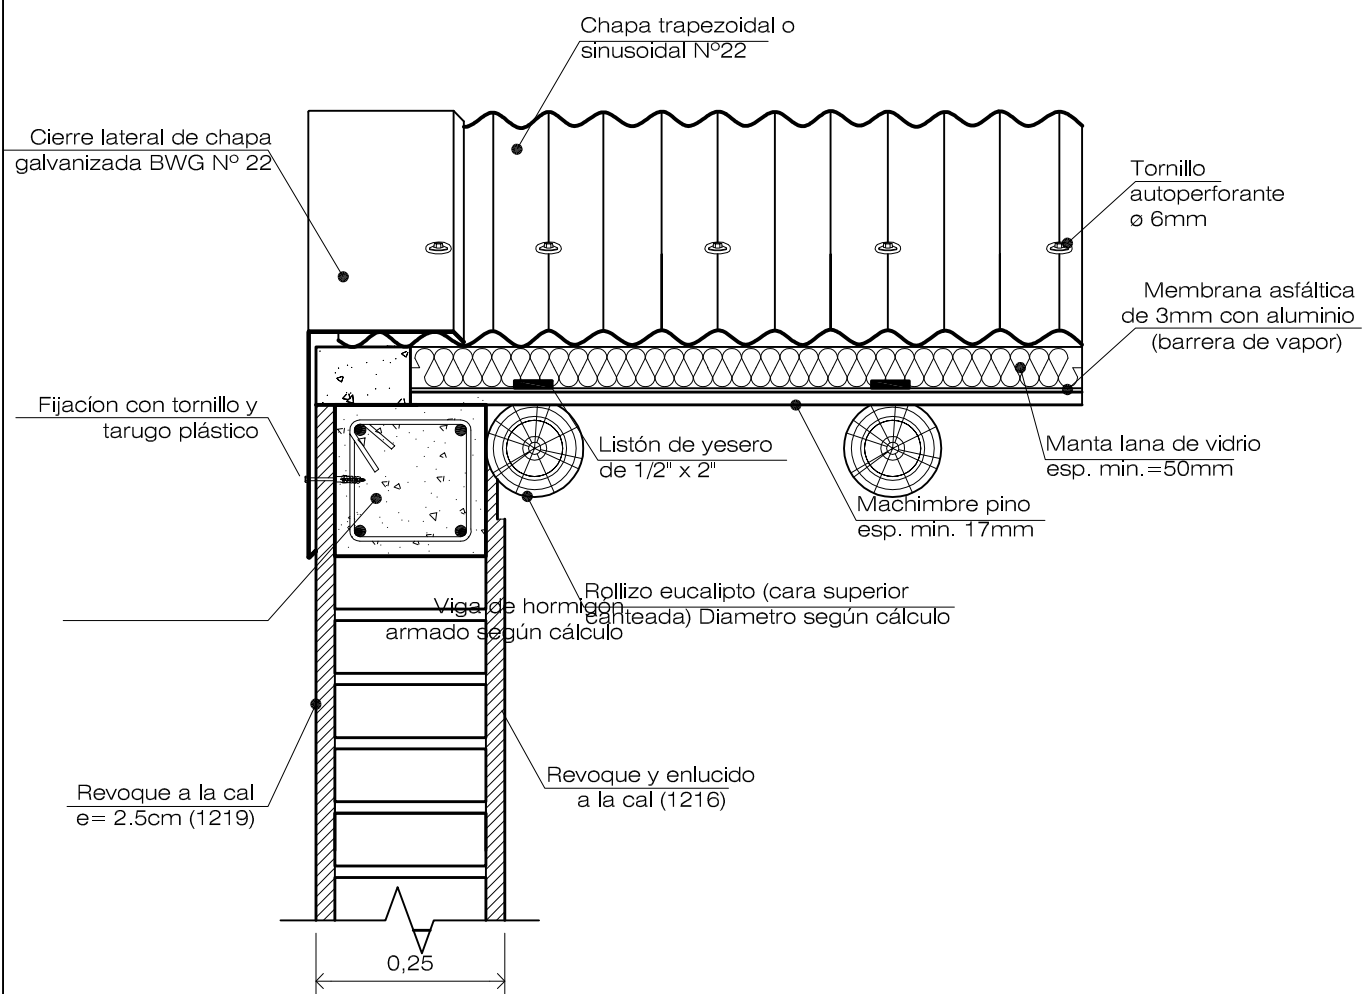 Chapa trapezoidal o
sinusoidal Nº22
Cierre lateral de chapa
galvanizada BWG Nº 22
Tornillo
autoperforante
ø 6mm
Membrana asfáltica
de 3mm con aluminio
(barrera de vapor)
Fijacíon con tornillo y
tarugo plástico
Listón de yesero
de 1/2" x 2"
Manta lana de vidrio
esp. min.=50mm
Machimbre pino
esp. min. 17mm
Rollizo eucalipto (cara superior
canteada) Diametro según cálculo
Viga de hormigón
armado según cálculo
Revoque y enlucido
a la cal (1216)
Revoque a la cal
e= 2.5cm (1219)
0,25